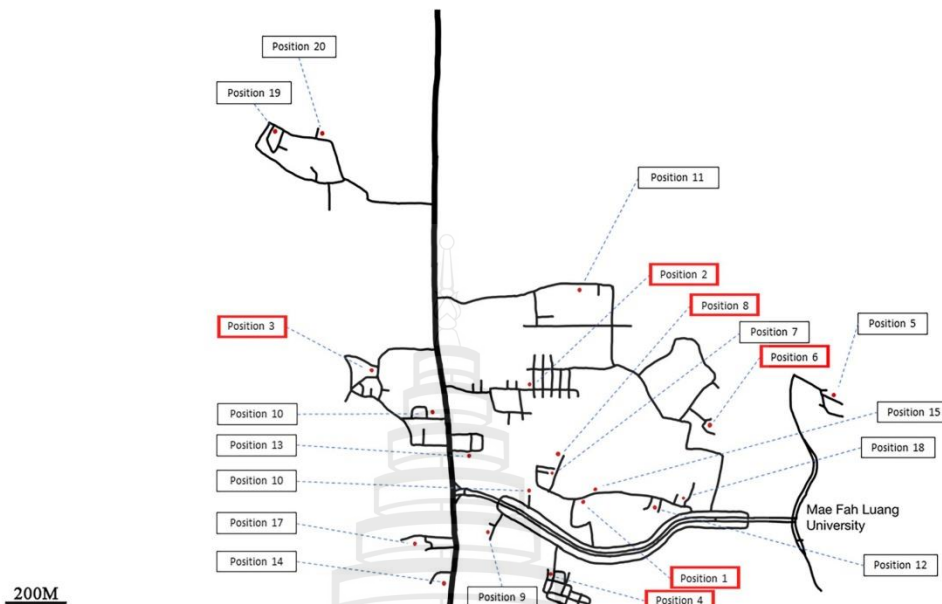 Position 20
Position 19
Position 11
Position 2
Position 8
Position 3
Position 7
Position 5
Position 6
Position 10
Position 15
Position 13
Position 18
Position 10
Mae Fah Luang
University
Position 17
Position 14
Position 12
Position 1
200M
Position 9
Position 4